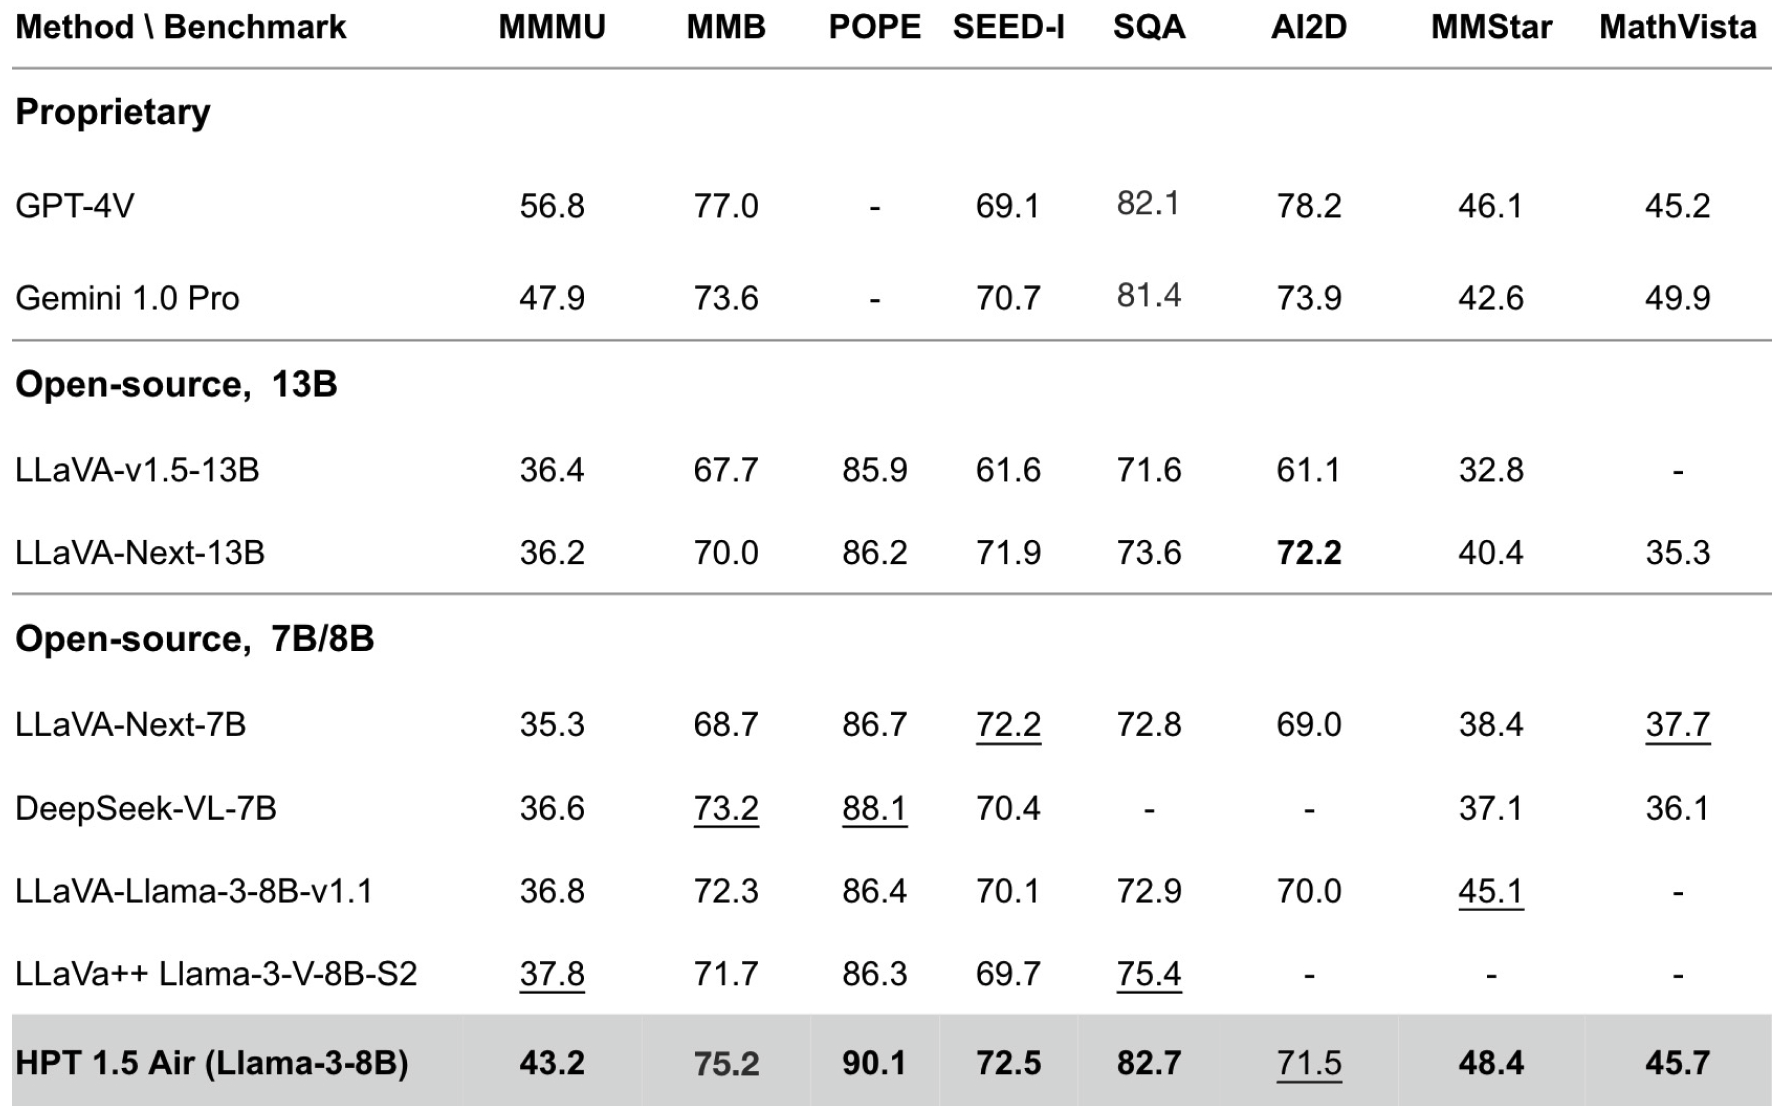 Method \ Benchmark MMMU MMB POPE SEED-I SQA AI2D MMStar MathVista
Proprietary
GPT-4V 56.8 77.0 - 69.1 82.1 78.2 46.1 45.2
Gemini 1.0 Pro 47.9 73.6 - 70.7 81.4 73.9 42.6 49.9
Open-source, 13B
LLaVA-v1.5-13B 36.4 67.7 85.9 61.6 71.6 61.1 32.8 -
LLaVA-Next-13B 36.2 70.0 86.2 71.9 73.6 72.2 40.4 35.3
Open-source, 7B/8B
LLaVA-Next-7B 35.3 68.7 86.7 72.2 72.8 69.0 38.4 37.7
DeepSeek-VL-7B 36.6 73.2 88.1 70.4 - - 37.1 36.1
LLaVA-Llama-3-8B-v1.1 36.8 72.3 86.4 70.1 72.9 70.0 45.1 -
LLaVa++ Llama-3-V-8B-S2 37.8 71.7 86.3 69.7 75.4 - - -
HPT 1.5 Air (Llama-3-8B) 43.2 75.2 90.1 72.5 82.7 71.5 48.4 45.7